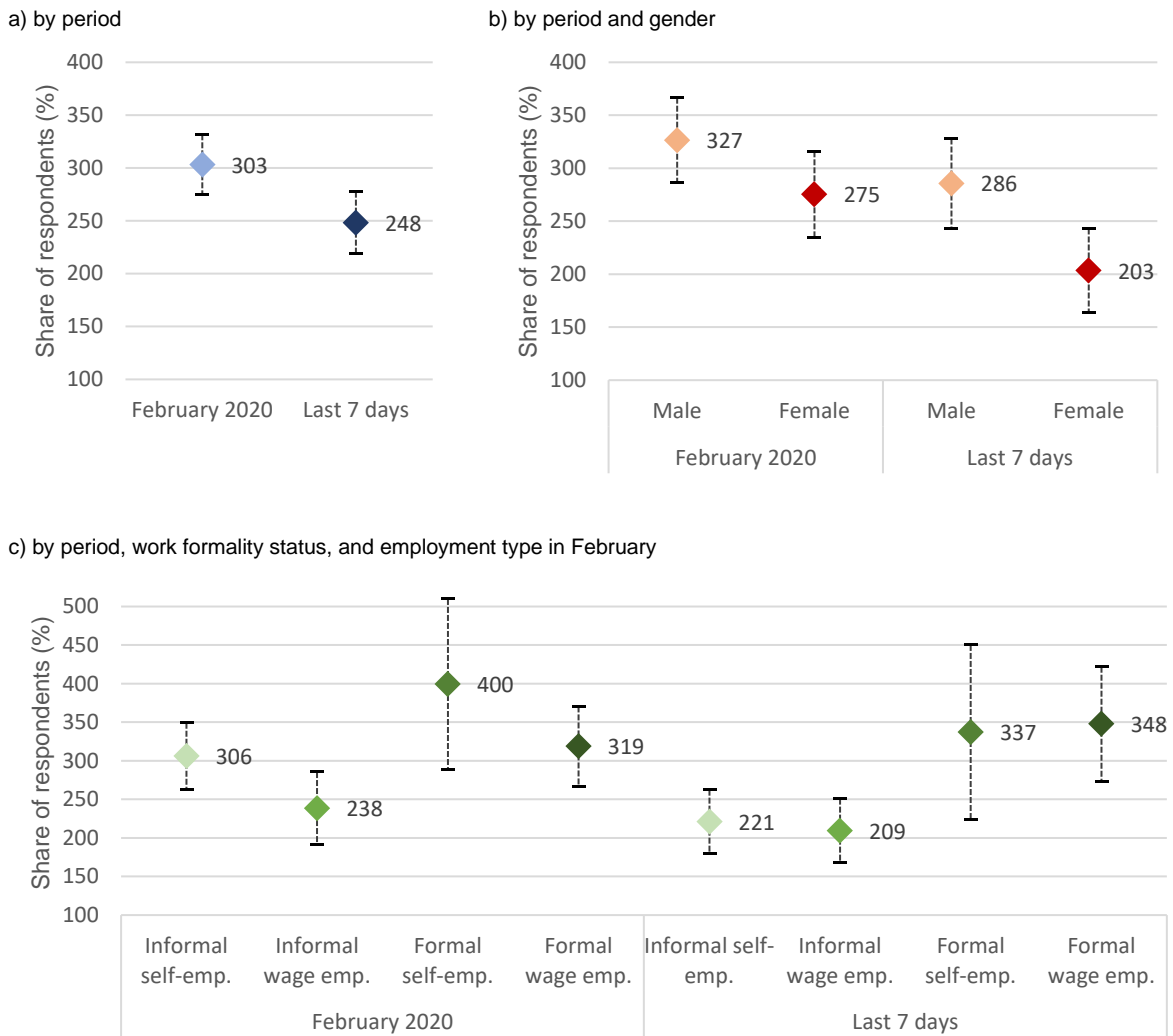 a) by period
b) by period and gender
Share of respondents (%)
400
350
300
250
200
150
100
303
248
February 2020
Last 7 days
Share of respondents (%)
400
350
300
250
200
150
100
327
275
286
203
Male
Female
Male
Female
February 2020
Last 7 days
c) by period, work formality status, and employment type in February
Share of respondents (%)
500
450
400
350
300
250
200
150
100
306
238
400
319
221
209
337
348
Informal
self-emp.
Informal
wage emp.
Formal
self-emp.
Formal
wage emp.
Informal self-
emp.
Informal
wage emp.
Formal
self-emp.
Formal
wage emp.
February 2020
Last 7 days